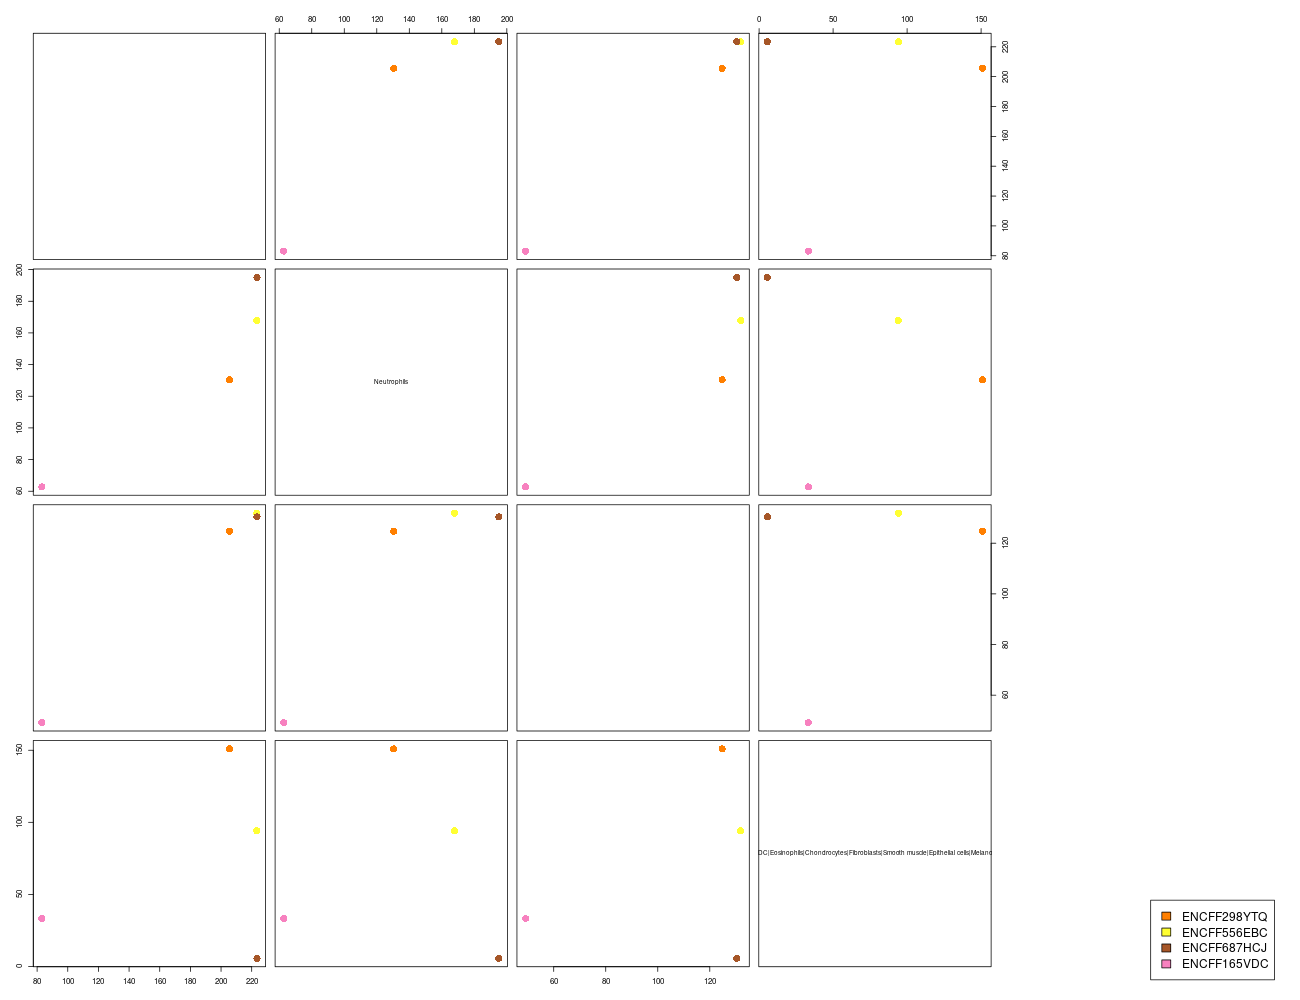 60 80 100 120 140 160 180 200
0 50 100 150
80 100 120 140 160 180 200 220
60 80 100 120 140 160 180 200
Neutrophils
60 80 100 120
0 50 100 150
DC|Eosinophils|Chondrocytes|Fibroblasts|Smooth muscle|Epithelial cells|Melano
80 100 120 140 160 180 200 220
60 80 100 120
ENCFF298YTQ
ENCFF556EBC
ENCFF687HCJ
ENCFF165VDC